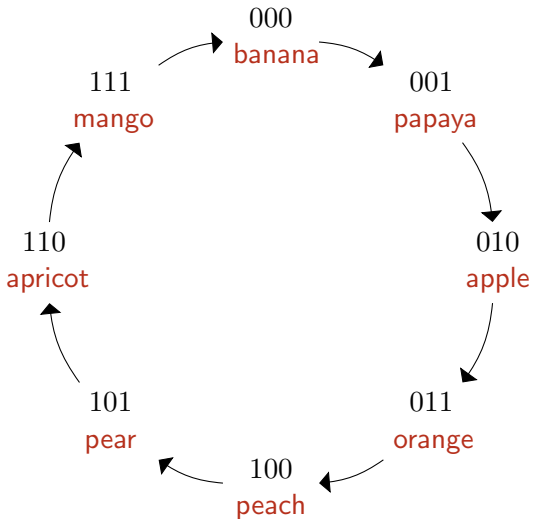 000
banana
001
papaya
010
apple
011
orange
100
peach
101
pear
110
apricot
111
mango